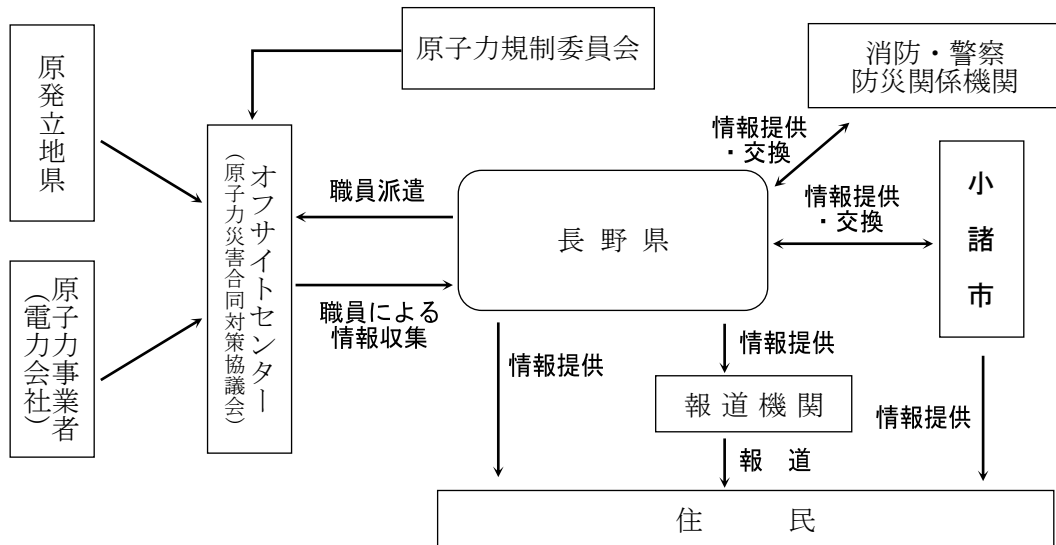 原子力規制委員会
消防・警察
防災関係機関
原発立地県
情報提供
・交換
オフサイトセンター
(原子力災害合同対策協議会)
職員派遣
長野県
情報提供
・交換
小諸市
原子力事業者
(電力会社)
職員による
情報収集
情報提供
情報提供
報道機関
情報提供
報　道
住　　　民